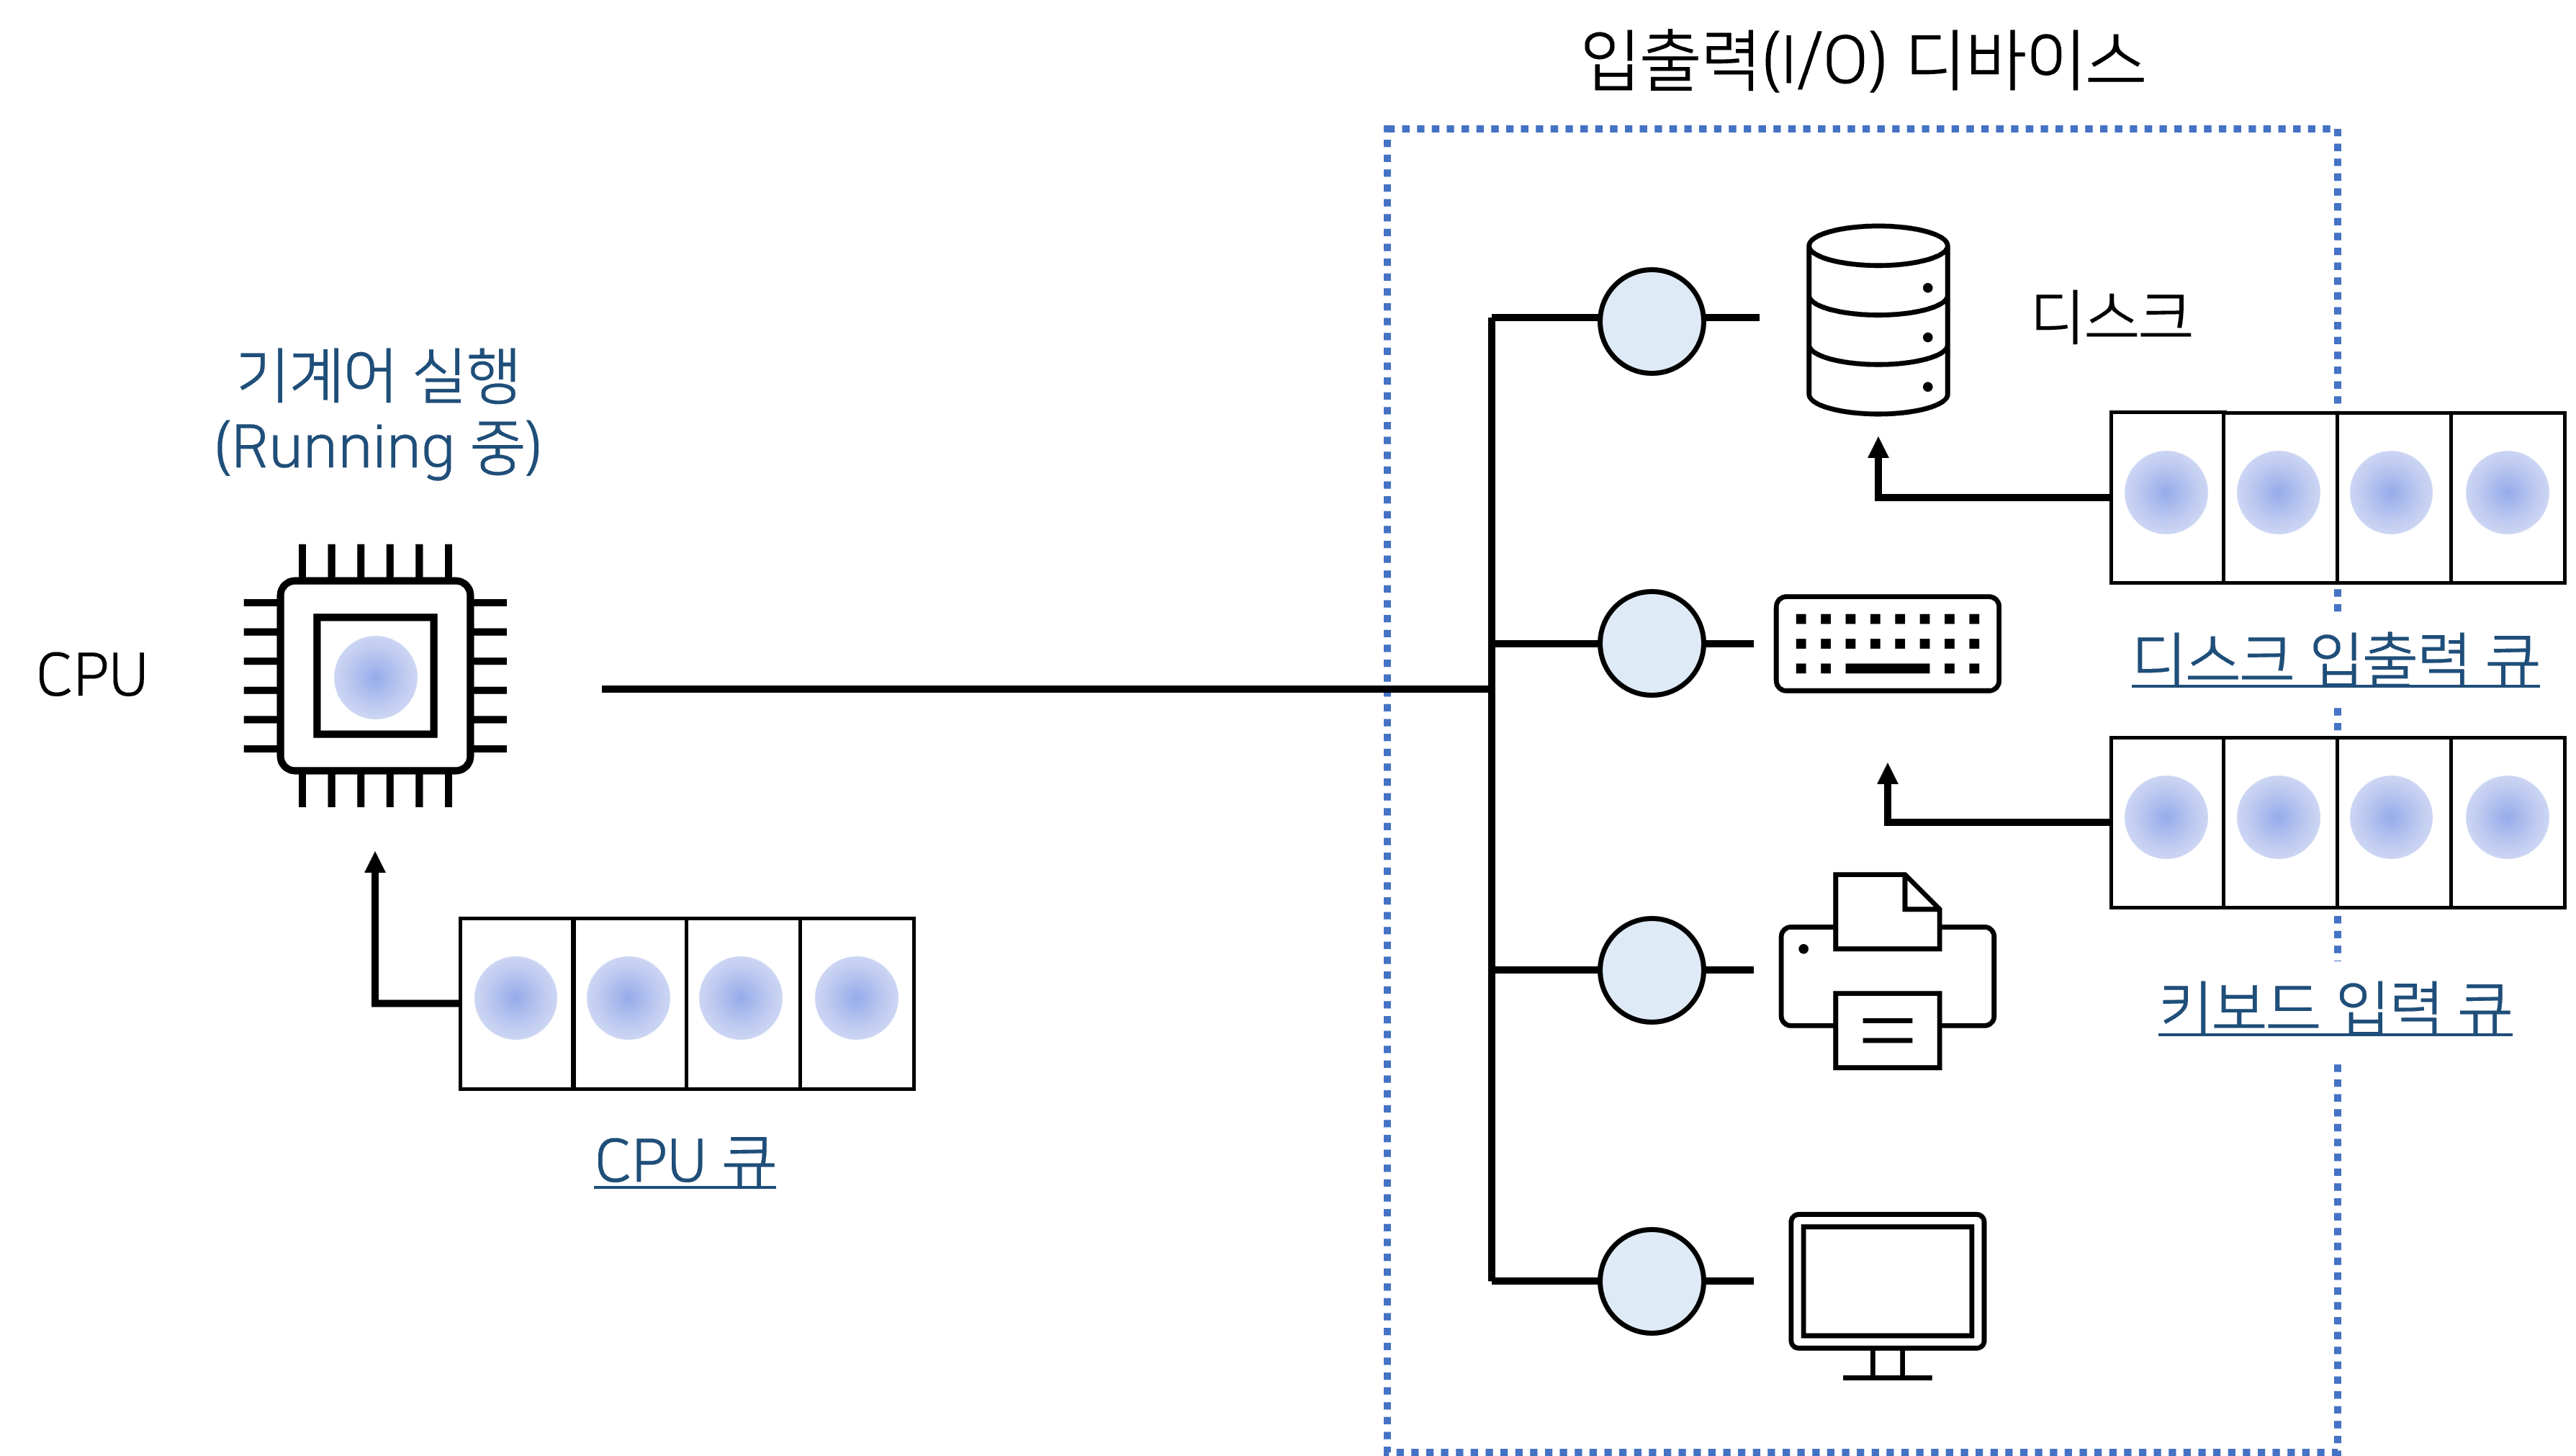 입출력(I/O) 디바이스
디스크
기계어 실행
(Running 중)
CPU
디스크 입출력 큐
키보드 입력 큐
CPU 큐